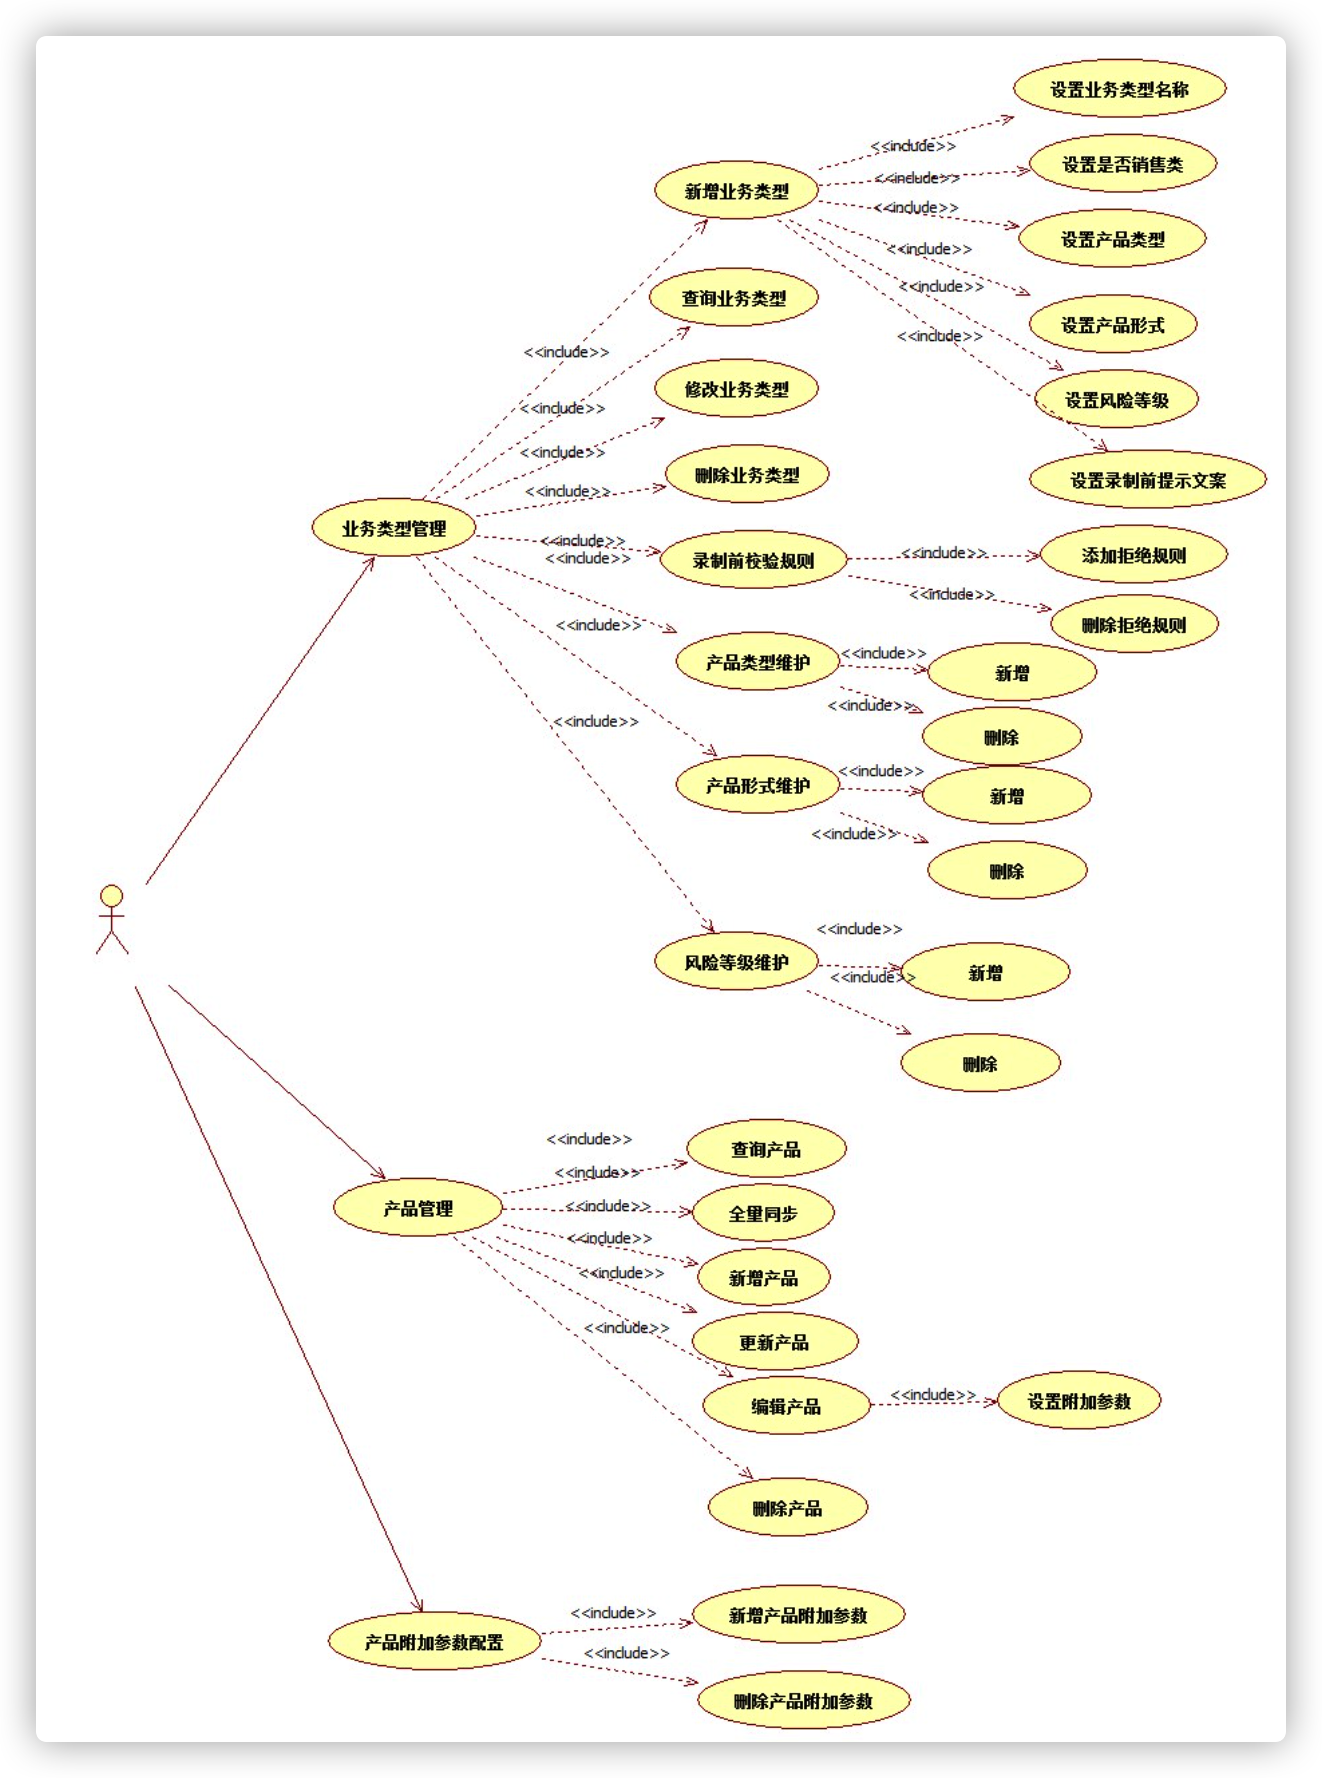 设置业务类型名称
<<include>>
设置是否销售类
<<include>>
新增业务类型
<<include>>
设置产品类型
<<include>>
<<include>>
查询业务类型
设置产品形式
<<include>>
<<include>>
修改业务类型
设置风险等级
<<include>>
<<include>>
删除业务类型
设置录制前提示文案
<<include>>
业务类型管理
<<include>>
<<include>>
录制前校验规则
<<include>>
添加拒绝规则
<<include>>
删除拒绝规则
<<include>>
产品类型维护
<<include>>
新增
<<include>>
删除
<<include>>
产品形式维护
<<include>>
新增
<<include>>
删除
<<include>>
风险等级维护
新增
<<include>>
删除
<<include>>
查询产品
<<include>>
产品管理
<<include>>
全量同步
<<include>>
新增产品
<<include>>
更新产品
<<include>>
编辑产品
<<include>>
设置附加参数
删除产品
<<include>>
新增产品附加参数
产品附加参数配置
<<include>>
删除产品附加参数